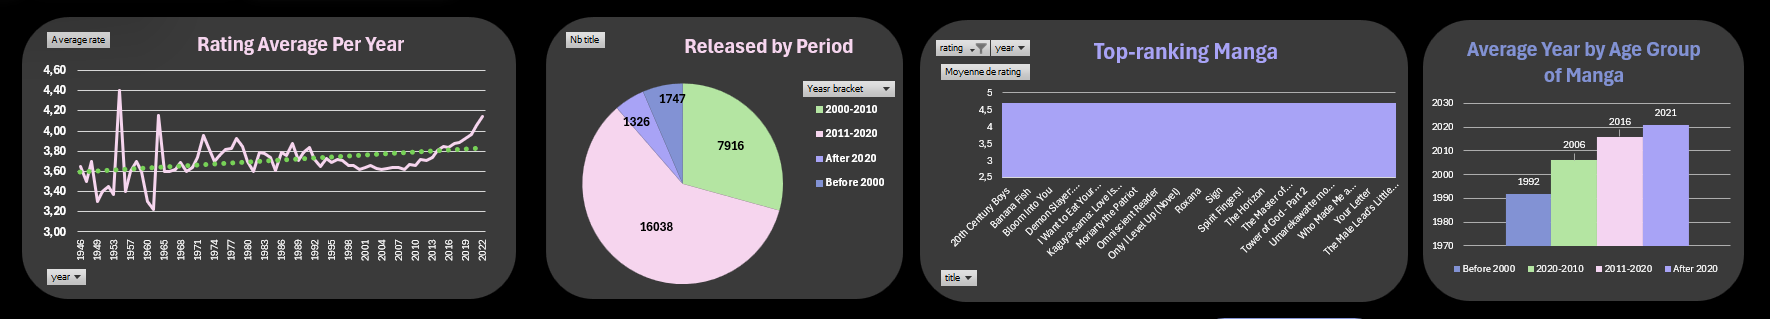 Average rate
Rating Average Per Year
4,60
4,40
4,20
4,00
3,80
3,60
3,40
3,20
3,00
1946
1949
1953
1957
1960
1965
1968
1971
1974
1977
1980
1983
1986
1989
1992
1995
1998
2001
2004
2007
2010
2013
2016
2019
2022
year
Nb title
Released by Period
Yeasr bracket
2000-2010
2011-2020
After 2020
Before 2000
1747
1326
7916
16038
rating
year
Top-ranking Manga
Moyenne de rating
5
4,5
4
3,5
3
2,5
20th Century Boys
Banana Fish
Bloom Into You
Demon Slayer:...
I Want to Eat Your...
Kaguya-sama: Love Is...
Moriarty the Patriot
Omniscient Reader
Only I Level Up (Novel)
Roxana
Sign
Spirit Fingers!
The Horizon
The Master of...
Tower of God - Part 2
Umarekawatte mo...
Who Made Me a...
Your Letter
The Male Lead's Little...
title
Average Year by Age Group
of Manga
2030
2020
2010
2000
1990
1980
1970
1992
2006
2016
2021
Before 2000
2020-2010
2011-2020
After 2020